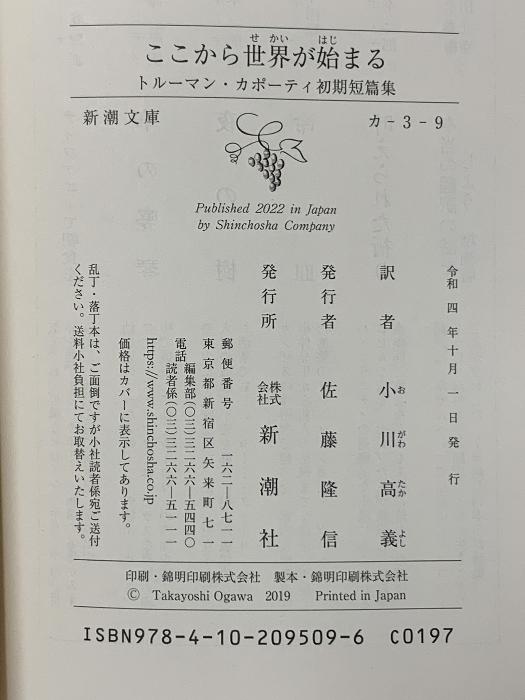 ここから世界が始まる
トルーマン・カポーティ初期短篇集
新潮文庫
カ-3-9
Published 2022 in Japan
by Shinchosha Company
令和四年十月一日発行
訳者 小川高義
発行者 佐藤隆信
発行所 株式会社 新潮社
郵便番号 一六二―八七一一
東京都新宿区矢来町七一
電話 編集部(〇三)三二六六―五四四〇
読者係(〇三)三二六六―五一一一
https://www.shinchosha.co.jp
価格はカバーに表示してあります。
乱丁・落丁本は、ご面倒ですが小社読者係宛ご送付
ください。送料小社負担にてお取替えいたします。
印刷・錦明印刷株式会社 製本・錦明印刷株式会社
© Takayoshi Ogawa 2019 Printed in Japan
ISBN978-4-10-209509-6 C0197